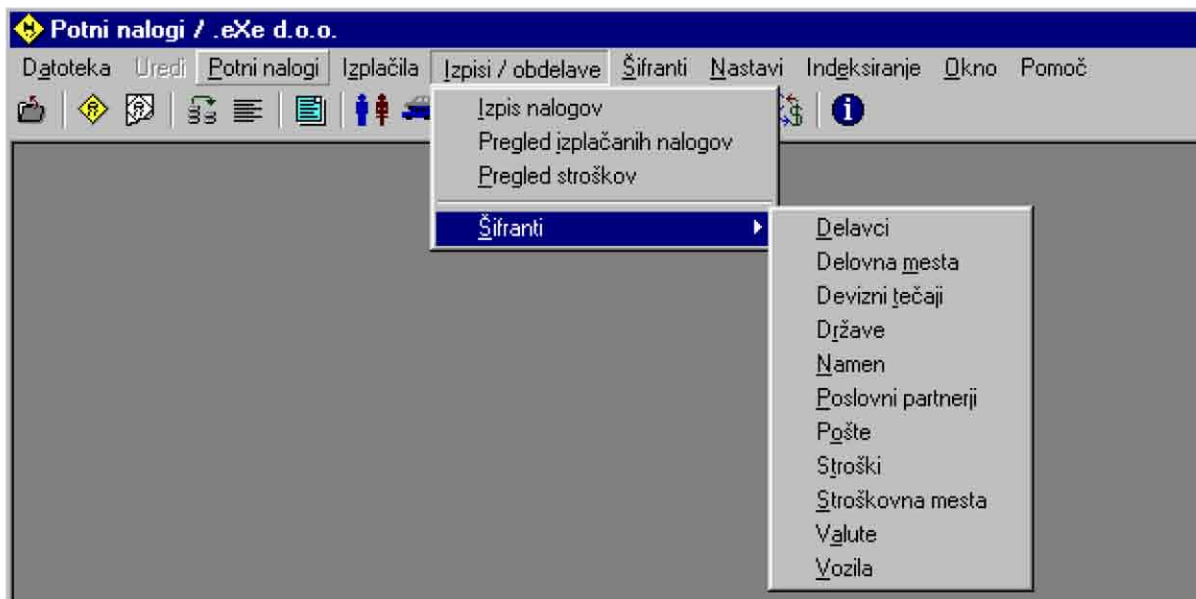 Potni nalogi / .eXe d.o.o.
Datoteka Uredi Potni nalogi Izplačila Izpisi / obdelave Šifranti Nastavi Indeksiranje Okno Pomoč
Izpis nalogov
Pregled izplačanih nalogov
Pregled stroškov
Šifranti
Delavci
Delovna mesta
Devizni tečaji
Države
Namen
Poslovni partnerji
Pošte
Stroški
Stroškovna mesta
Valute
Vozila